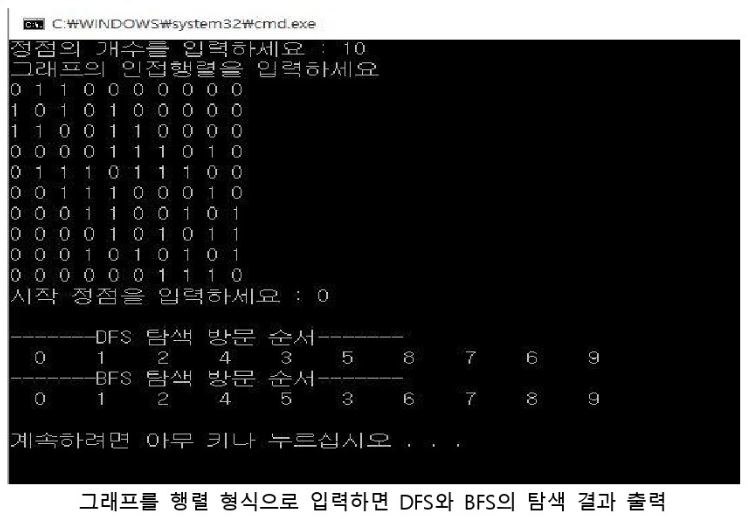 C:\WINDOWS\system32\cmd.exe
정점의 개수를 입력하세요 : 10
그래프의 인접행렬을 입력하세요
0 1 1 0 0 0 0 0 0 0
1 0 1 0 1 0 0 0 0 0
1 1 0 0 1 1 0 0 0 0
0 0 0 0 1 1 1 0 1 0
0 1 1 1 0 1 1 1 0 0
0 0 1 1 1 0 0 0 1 0
0 0 0 1 1 0 0 1 0 1
0 0 0 0 1 0 1 0 1 1
0 0 0 1 0 1 0 1 0 1
0 0 0 0 0 0 1 1 1 0
시작 정점을 입력하세요 : 0
-------DFS 탐색 방문 순서-------
0 1 2 4 3 5 8 7 6 9
-------BFS 탐색 방문 순서-------
0 1 2 4 5 3 6 7 8 9
계속하려면 아무 키나 누르십시오 . . .
그래프를 행렬 형식으로 입력하면 DFS와 BFS의 탐색 결과 출력